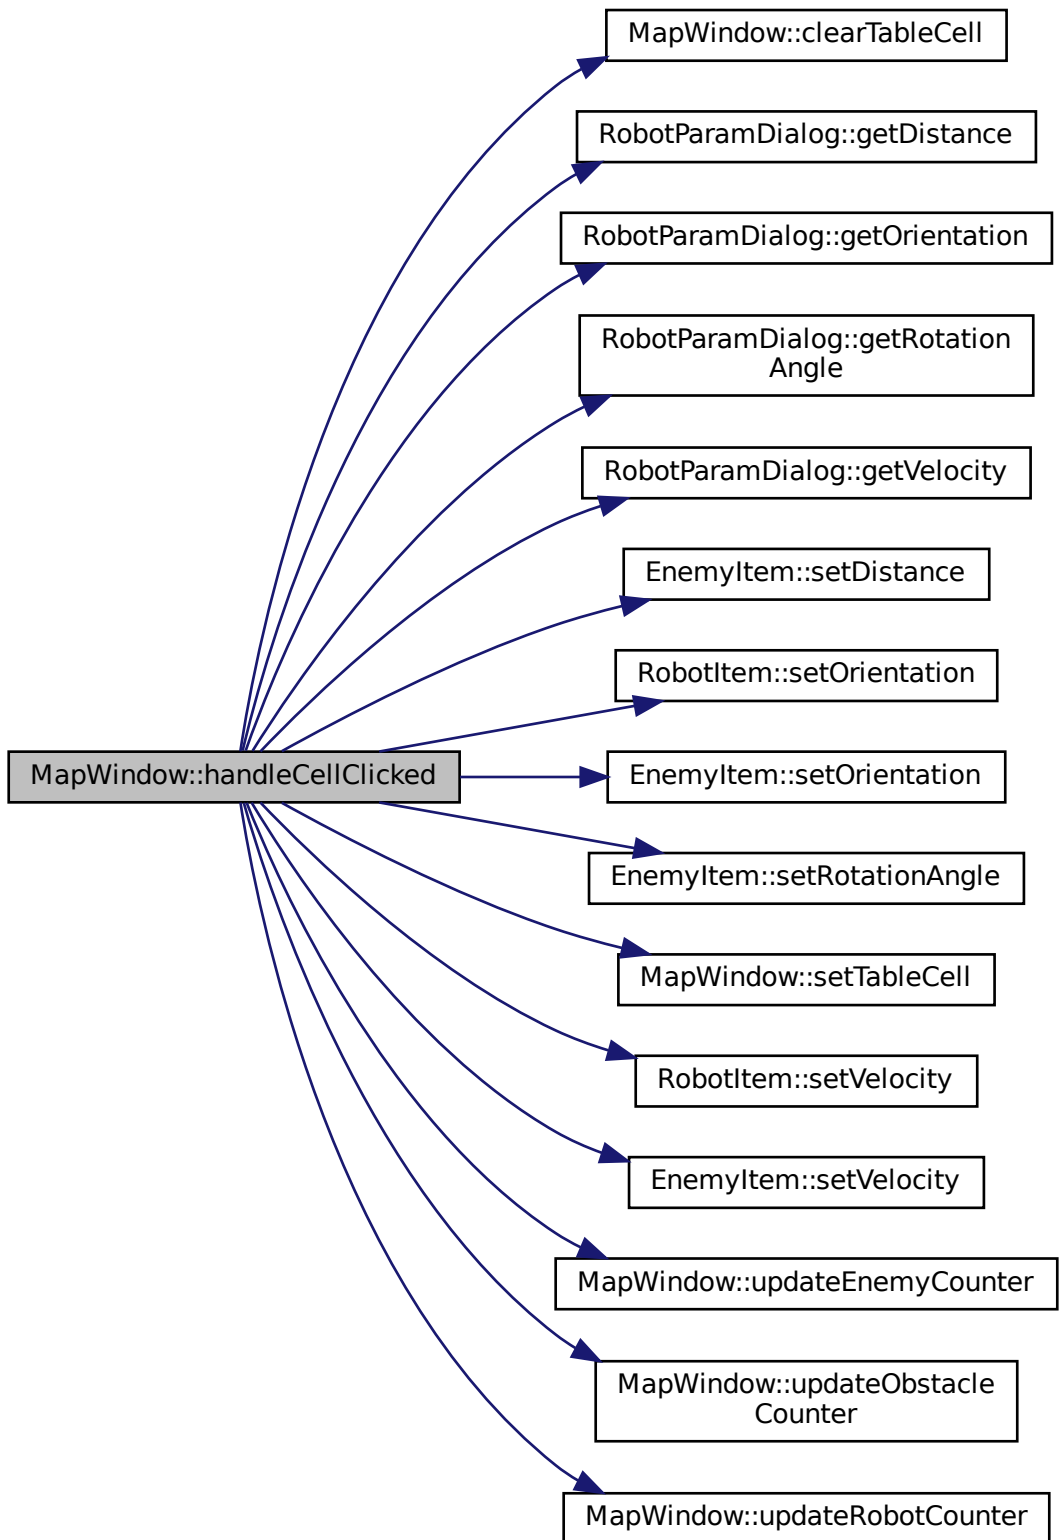 MapWindow::clearTableCell
RobotParamDialog::getDistance
RobotParamDialog::getOrientation
RobotParamDialog::getRotation
Angle
RobotParamDialog::getVelocity
EnemyItem::setDistance
RobotItem::setOrientation
MapWindow::handleCellClicked
EnemyItem::setOrientation
EnemyItem::setRotationAngle
MapWindow::setTableCell
RobotItem::setVelocity
EnemyItem::setVelocity
MapWindow::updateEnemyCounter
MapWindow::updateObstacle
Counter
MapWindow::updateRobotCounter